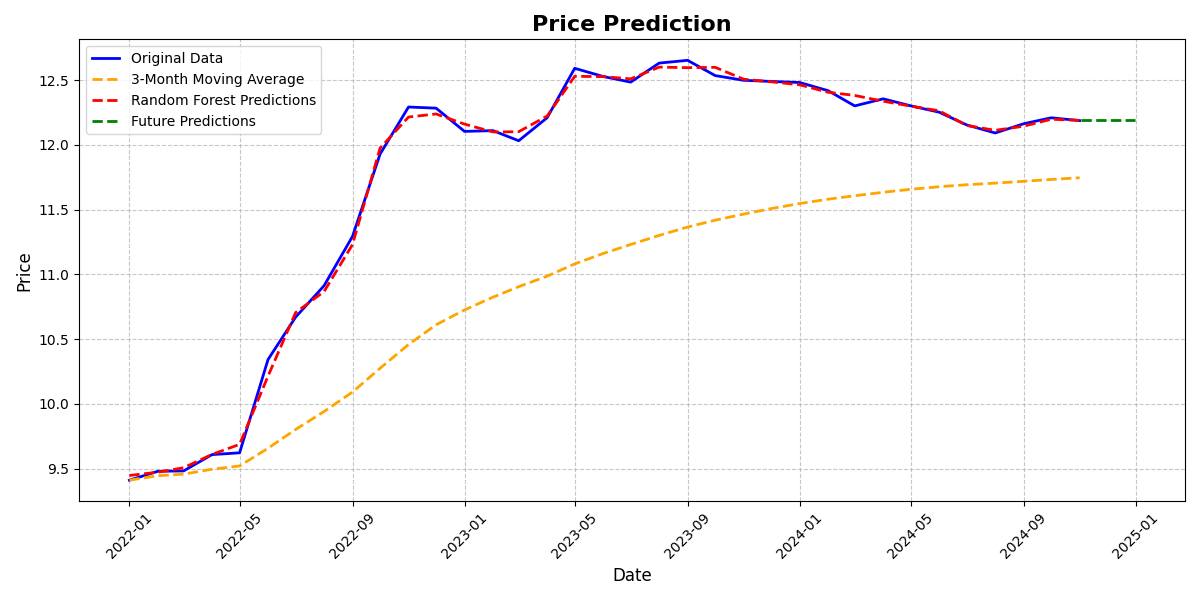 Price Prediction
Original Data
3-Month Moving Average
Random Forest Predictions
Future Predictions
Price
12.5
12.0
11.5
11.0
10.5
10.0
9.5
2022-01
2022-05
2022-09
2023-01
2023-05
2023-09
2024-01
2024-05
2024-09
2025-01
Date